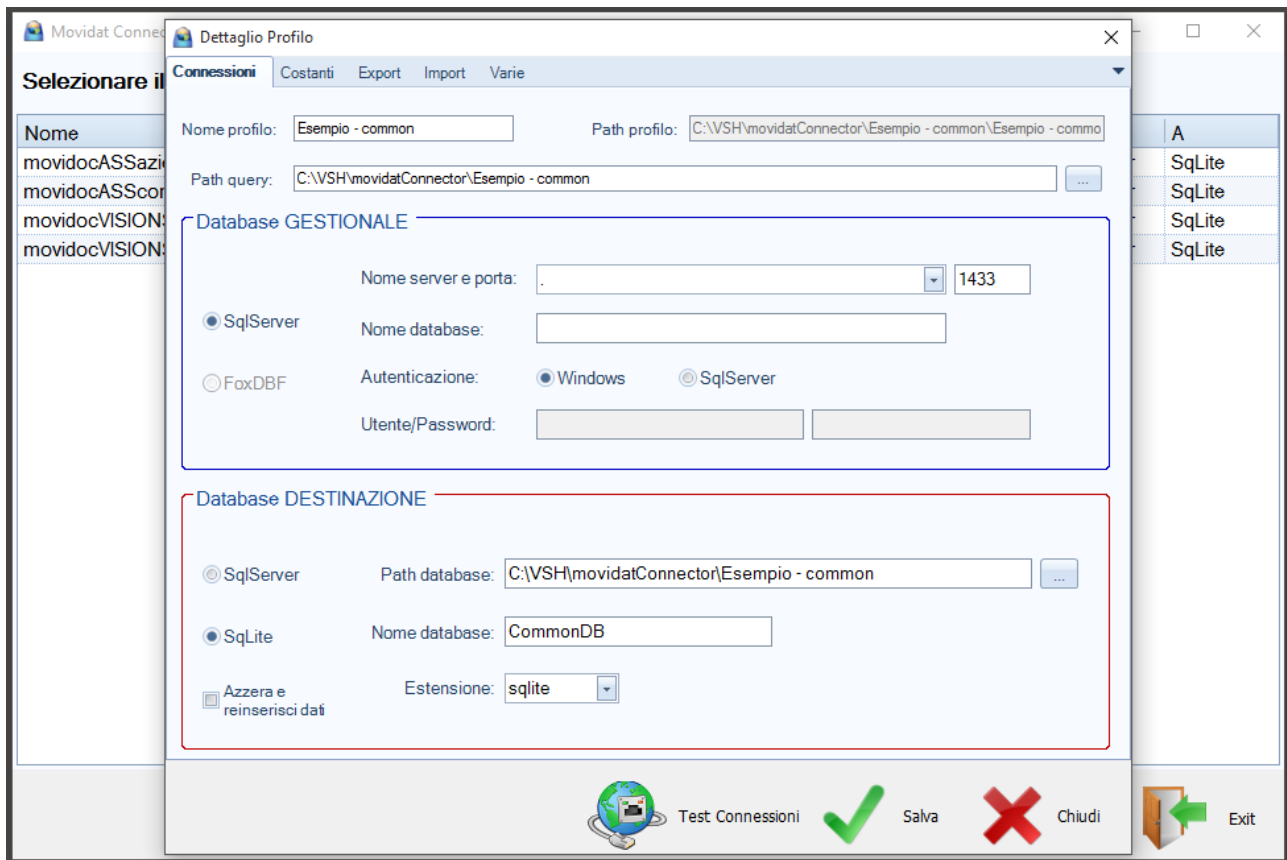 Movidat Connec
Dettaglio Profilo
Selezionare il
Connessioni Costanti Export Import Varie
Nome profilo: Esempio - common Path profilo: C:\VSH\movidatConnector\Esempio - common\Esempio - commo
Nome A
movidocASSazi SqLite
Path query: C:\VSH\movidatConnector\Esempio - common ...
movidocASScor SqLite
movidocVISION SqLite
movidocVISION SqLite
Database GESTIONALE
Nome server e porta: . 1433
SqlServer
Nome database:
FoxDBF
Autenticazione: Windows SqlServer
Utente/Password:
Database DESTINAZIONE
SqlServer Path database: C:\VSH\movidatConnector\Esempio - common ...
SqLite Nome database: CommonDB
Azzera e
reinserisci dati
Estensione: sqlite
Test Connessioni Salva Chiudi Exit